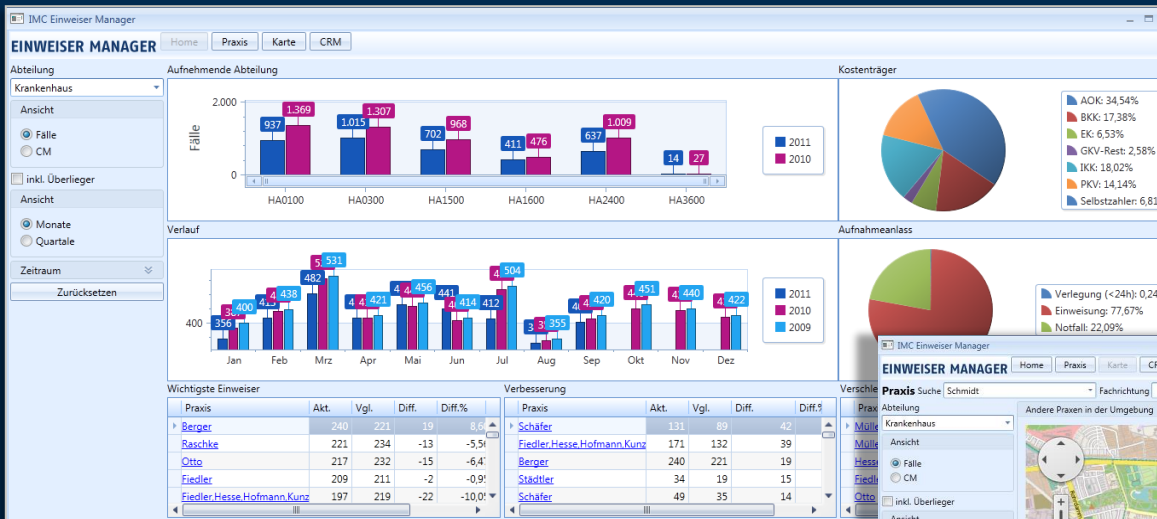 IMC Einweiser Manager
EINWEISER MANAGER Home Praxis Karte CRM
Abteilung
Krankenhaus
Ansicht
Fälle
CM
inkl. Überlieger
Ansicht
Monate
Quartale
Zeitraum
Zurücksetzen
Aufnehmende Abteilung
2.000
0
Fälle
937 1.369 1.015 1.307 702 968 411 476 637 1.009 14 27
HA0100 HA0300 HA1500 HA1600 HA2400 HA3600
2011
2010
Kostenträger
AOK: 34,54%
BKK: 17,38%
EK: 6,53%
GKV-Rest: 2,58%
IKK: 18,02%
PKV: 14,14%
Selbstzahler: 6,81
Verlauf
400
356 400 438 482 531 421 456 441 414 412 504 355 420 451 440 422
Jan Feb Mrz Apr Mai Jun Jul Aug Sep Okt Nov Dez
2011
2010
2009
Aufnahmeanlass
Verlegung (<24h): 0,24
Einweisung: 77,67%
Notfall: 22,09%
Wichtigste Einweiser
Praxis Akt. Vgl. Diff. Diff.%
Berger 240 221 19
Raschke 221 234 -13
Otto 217 232 -15
Fiedler 209 211 -2
Fiedler,Hesse,Hofmann,Kunz 197 219 -22
Verbesserung
Praxis Akt. Vgl. Diff.
Schäfer 131 89 42
Fiedler,Hesse,Hofmann,Kunz 171 132 39
Berger 240 221 19
Städtler 34 19 15
Schäfer 49 35 14
Otto
IMC Einweiser Manager
EINWEISER MANAGER Home Praxis Karte
Praxis Suche Schmidt Fachrichtung
Abteilung
Krankenhaus
Ansicht
Fälle
CM
inkl. Überlieger
Andere Praxen in der Umgebung